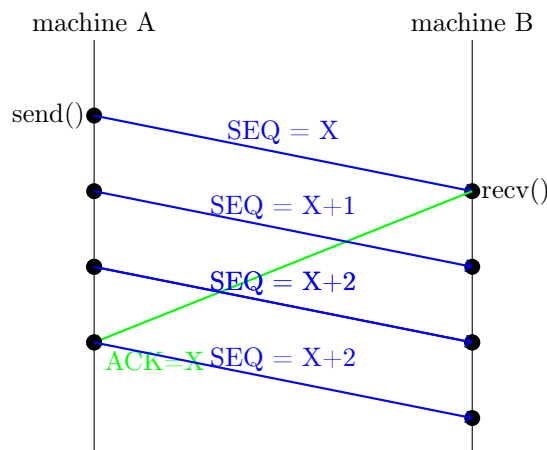 machine A
machine B
send()
SEQ = X
recv()
SEQ = X+1
SEQ = X+2
ACK=X
SEQ = X+2